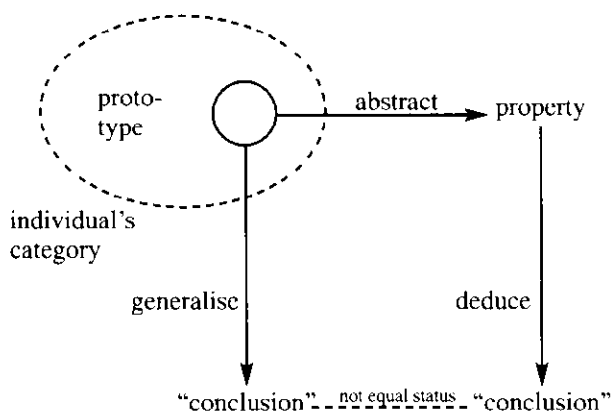 proto-
type
abstract
property
individual's
category
generalise
deduce
"conclusion" not equal status "conclusion"